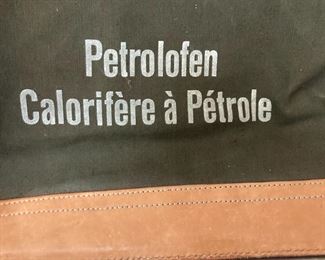 Petrolofen
Calorifère à Pétrole